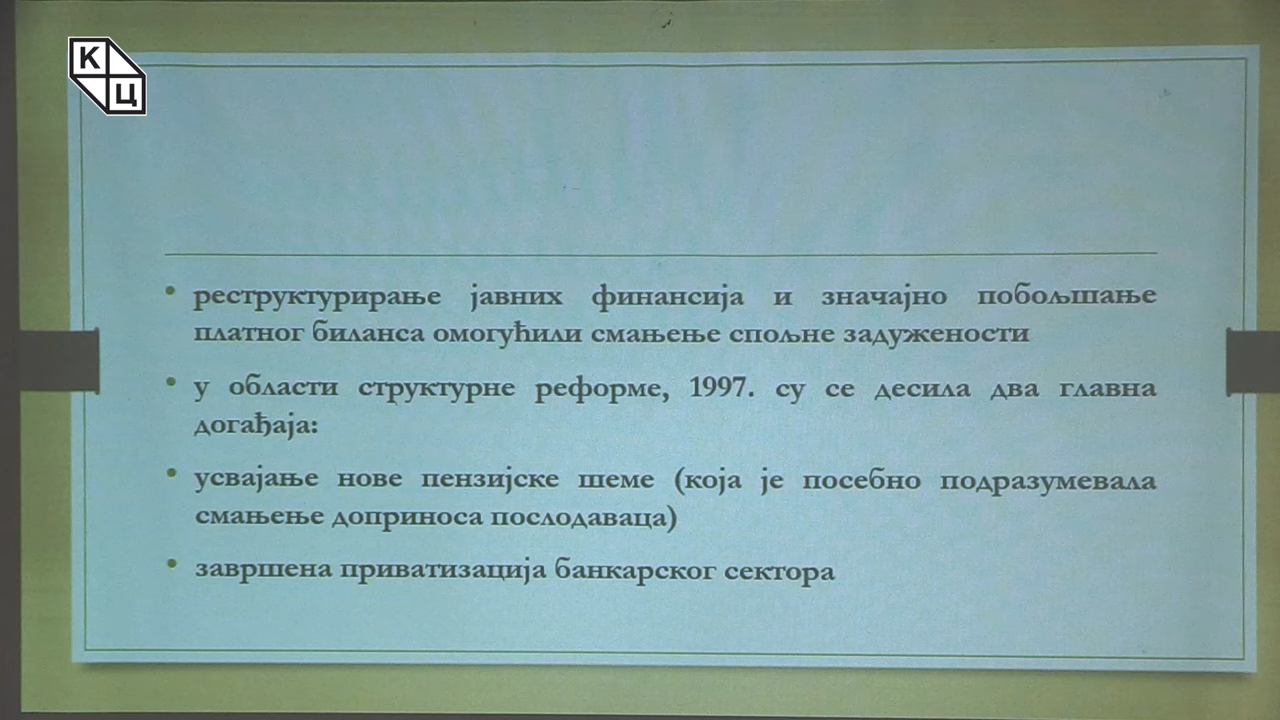 К
Ц
• реструктурирање јавних финансија и значајно побољшање
платног биланса омогућили смањење спољне задужености
• у области структурне реформе, 1997. су се десила два главна
догађаја:
• усвајање нове пензијске шеме (која је посебно подразумевала
смањење доприноса послодаваца)
• завршена приватизација банкарског сектора